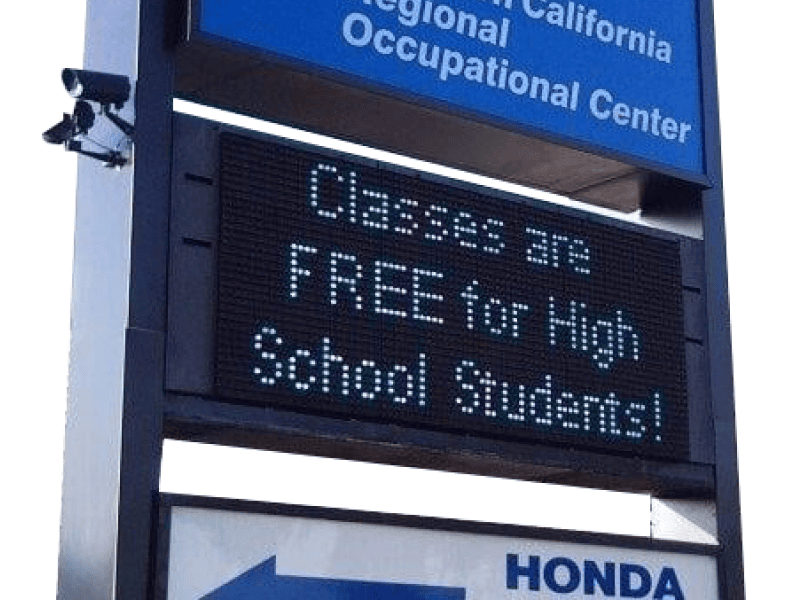 California
Regional
Occupational Center
Classes are
FREE for High
School Students!
HONDA